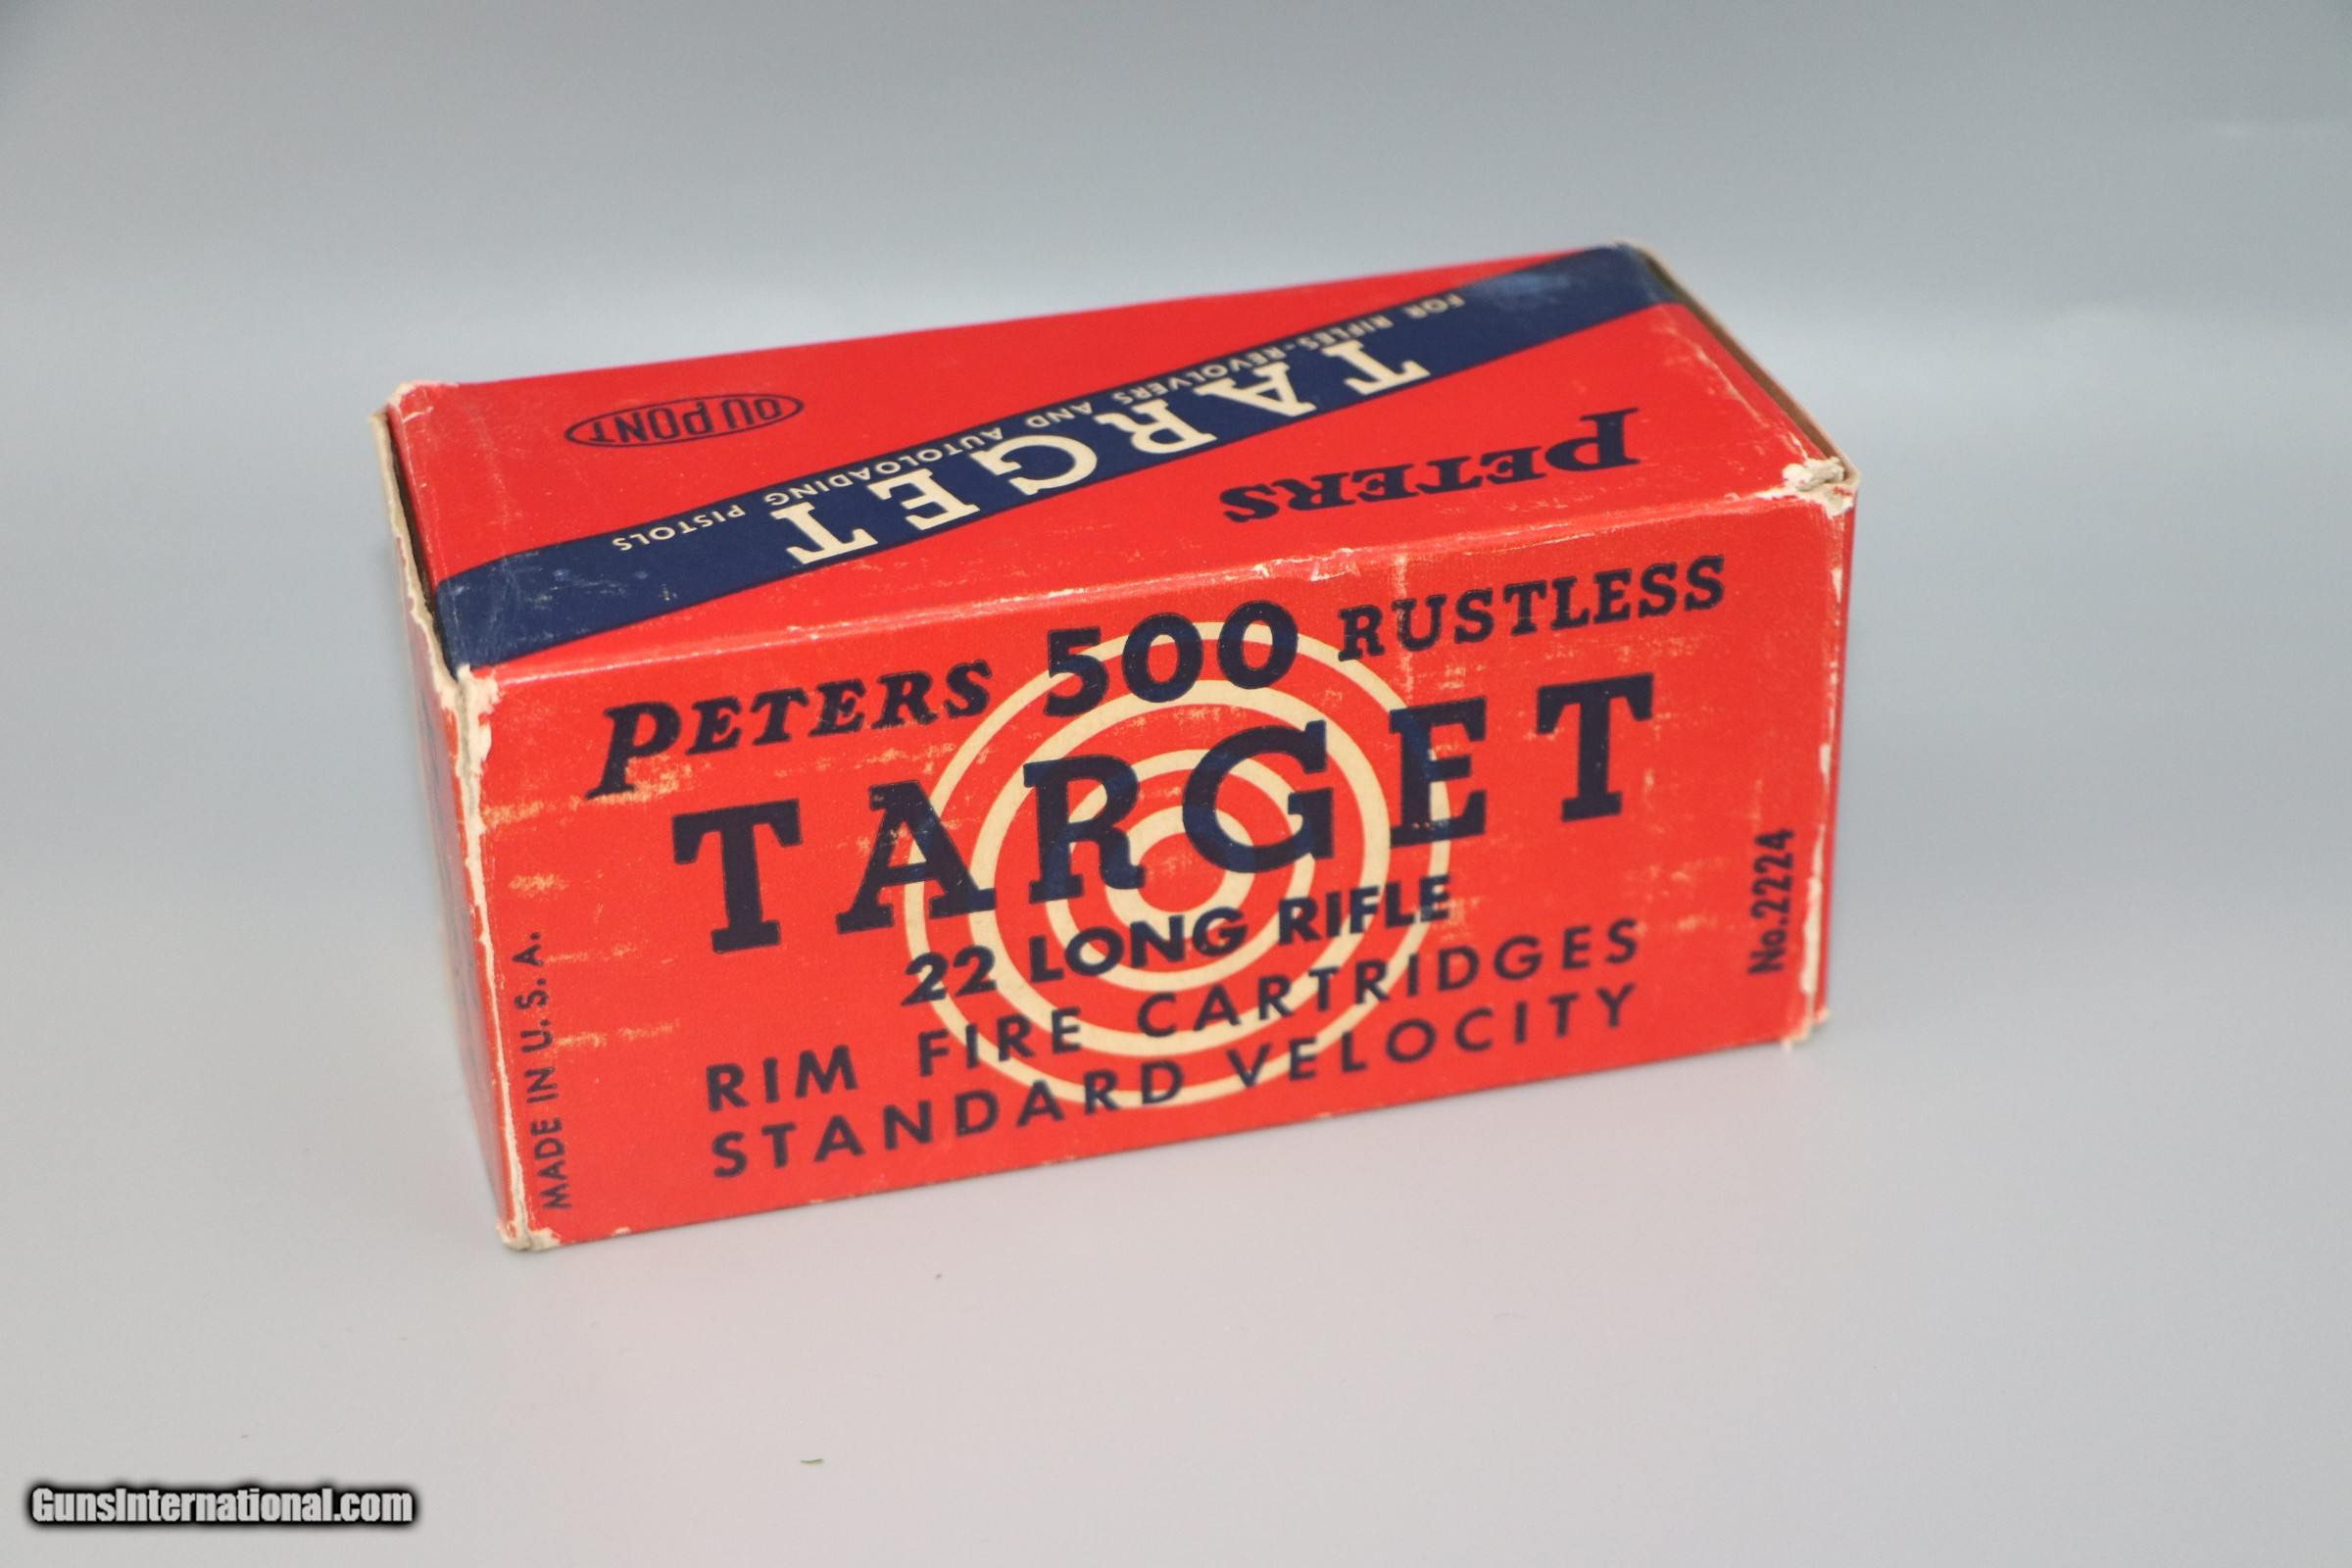 DU PONT
FOR RIFLES-REVOLVERS AND AUTOLOADING PISTOLS
TARGET
PETERS
PETERS 500 RUSTLESS
TARGET
22 LONG RIFLE
RIM FIRE CARTRIDGES
STANDARD VELOCITY
MADE IN U.S.A.
No.2224
GunsInternational.com